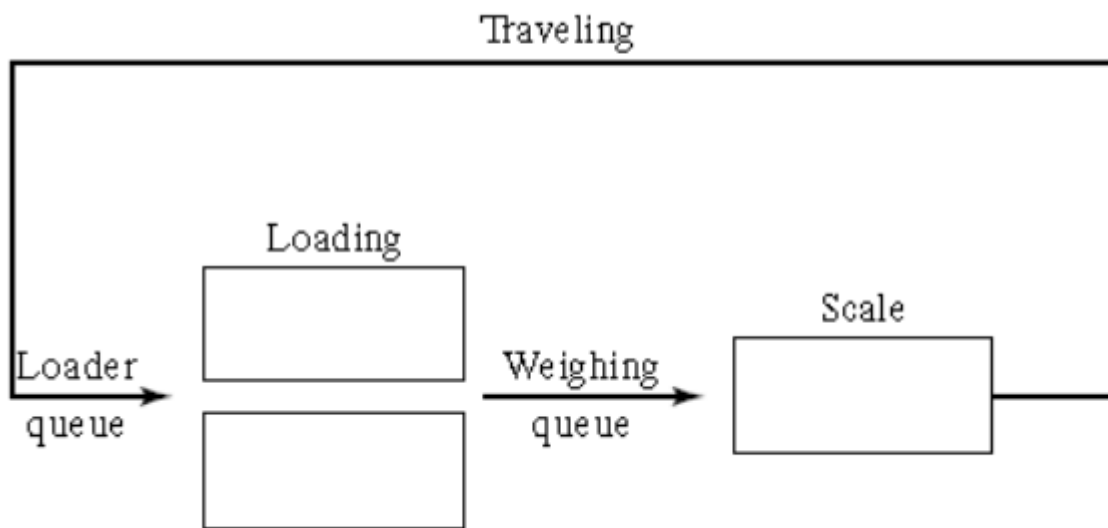 Traveling
Loading
Scale
Loader
queue
Weighing
queue